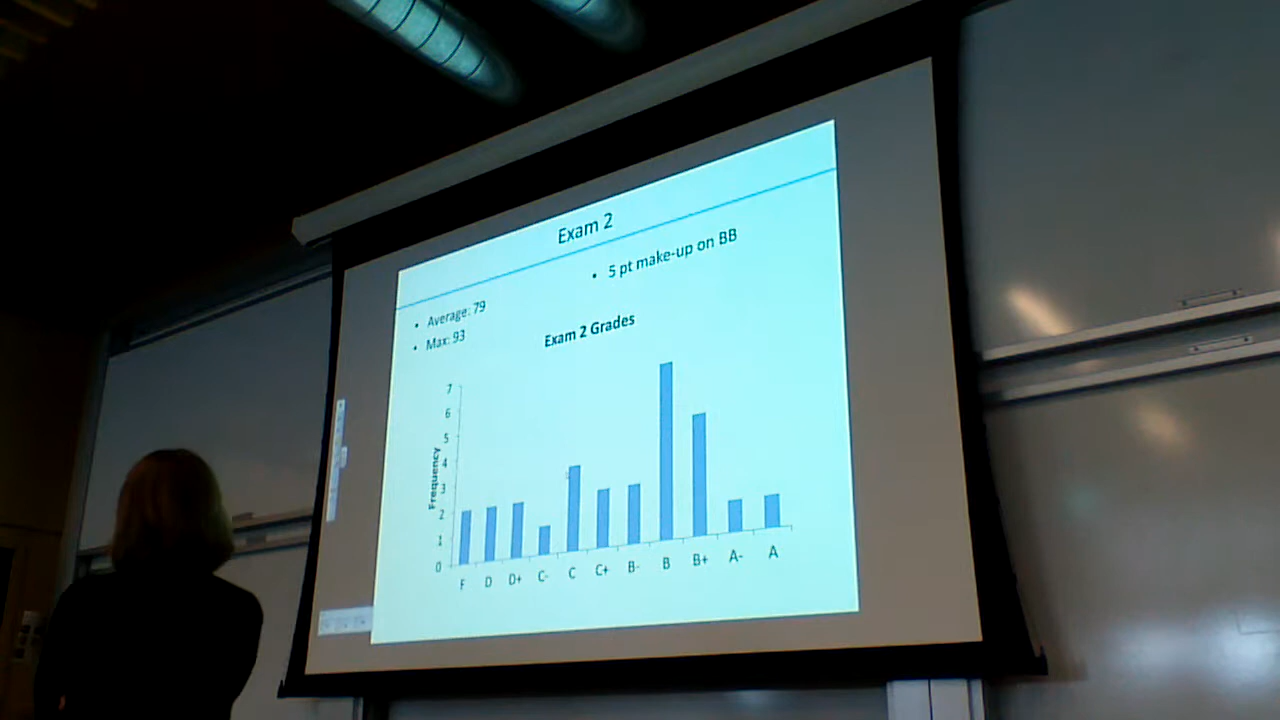 Exam 2
• 5 pt make-up on BB
• Average: 79
• Max: 93
Exam 2 Grades
Frequency
7
6
5
4
3
2
1
0
F D D+ C- C C+ B- B B+ A- A